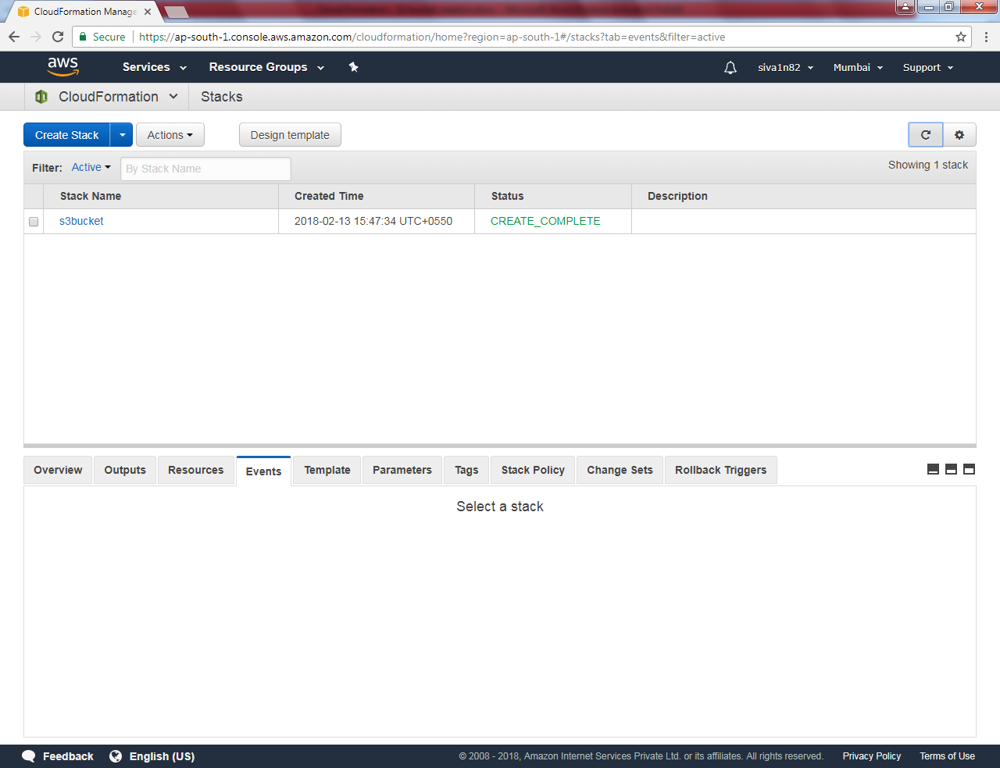 CloudFormation Manage
Secure https://ap-south-1.console.aws.amazon.com/cloudformation/home?region=ap-south-1#/stacks?tab=events&filter=active
aws Services Resource Groups siva1n82 Mumbai Support
CloudFormation Stacks
Create Stack Actions Design template
Filter: Active By Stack Name Showing 1 stack
Stack Name Created Time Status Description
s3bucket 2018-02-13 15:47:34 UTC+0550 CREATE_COMPLETE
Overview Outputs Resources Events Template Parameters Tags Stack Policy Change Sets Rollback Triggers
Select a stack
Feedback English (US) © 2008 - 2018, Amazon Internet Services Private Ltd. or its affiliates. All rights reserved. Privacy Policy Terms of Use